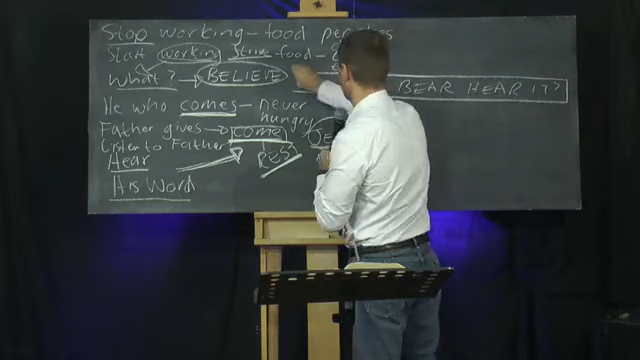 Stop working - food perishes
Start working Strive - food -
What? → BELIEVE
BEAR HEAR IT?
He who comes - never hungry
Father gives → come
Listen to Father
Hear
RES
His Word